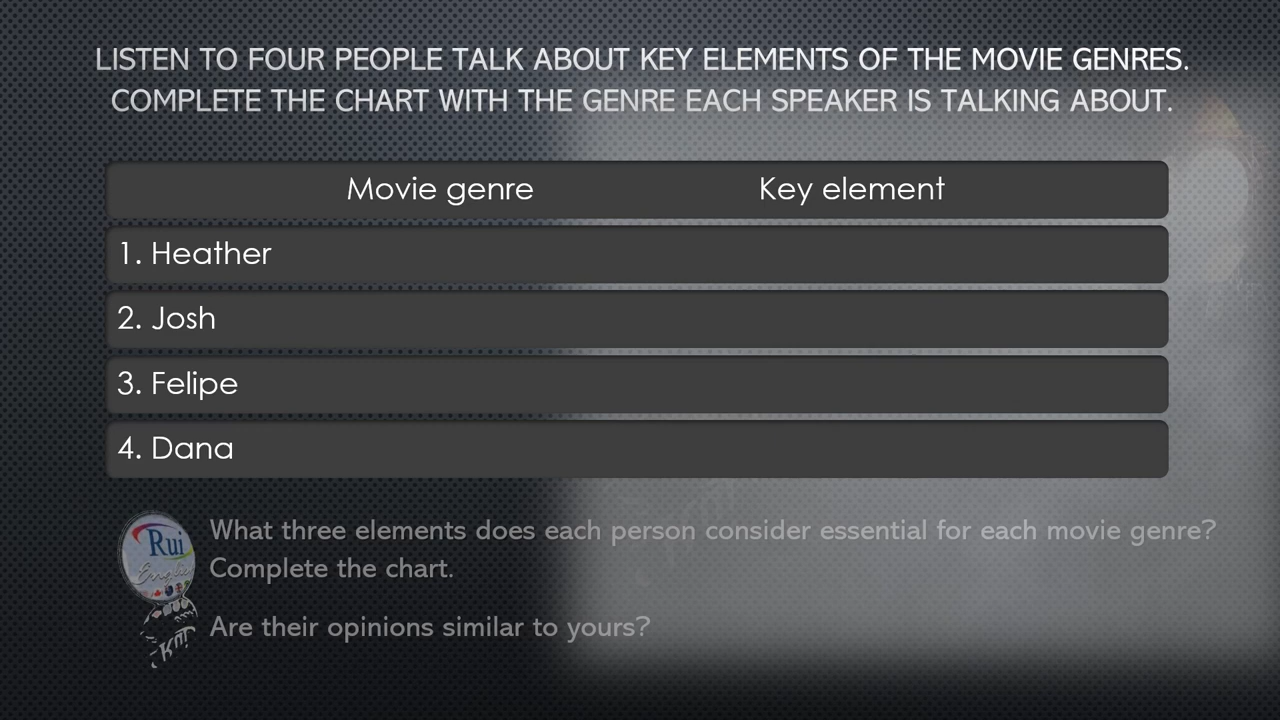 LISTEN TO FOUR PEOPLE TALK ABOUT KEY ELEMENTS OF THE MOVIE GENRES.
COMPLETE THE CHART WITH THE GENRE EACH SPEAKER IS TALKING ABOUT.
Movie genre Key element
1. Heather
2. Josh
3. Felipe
4. Dana
What three elements does each person consider essential for each movie genre?
Complete the chart.
Rui
English
Are their opinions similar to yours?